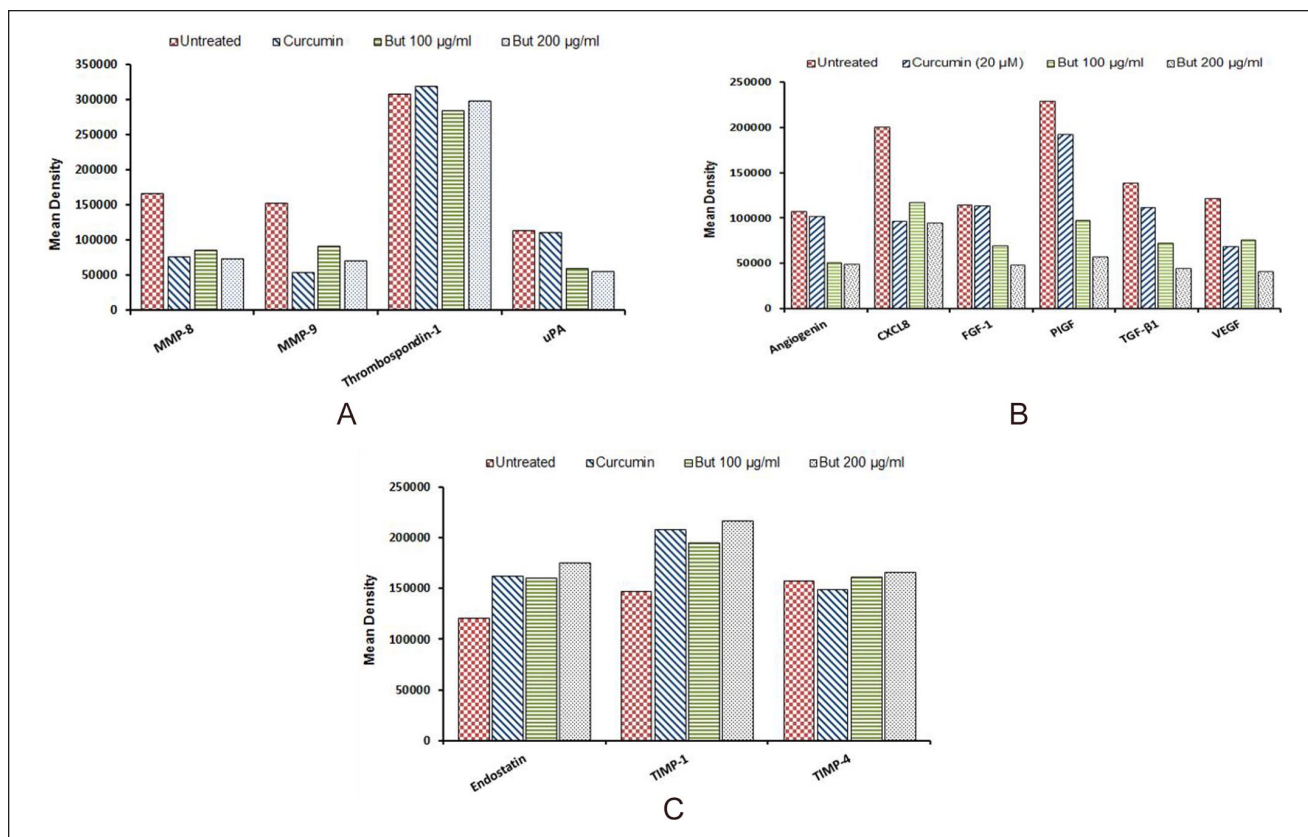 Untreated Curcumin But 100 µg/ml But 200 µg/ml
350000
300000
250000
200000
150000
100000
50000
0
Mean Density
MMP-8 MMP-9 Thrombospondin-1 uPA
A
Untreated Curcumin (20 µM) But 100 µg/ml But 200 µg/ml
250000
200000
150000
100000
50000
0
Mean Density
Angiogenin CXCL8 FGF-1 PlGF TGF-β1 VEGF
B
Untreated Curcumin But 100 µg/ml But 200 µg/ml
250000
200000
150000
100000
50000
0
Mean Density
Endostatin TIMP-1 TIMP-4
C